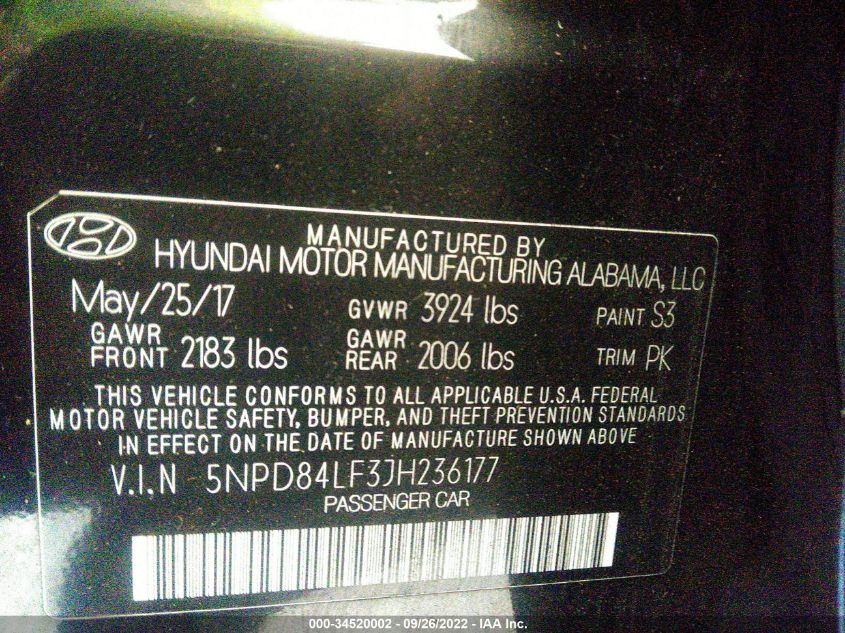 MANUFACTURED BY
HYUNDAI MOTOR MANUFACTURING ALABAMA, LLC
May/25/17 GVWR 3924 lbs PAINT S3
GAWR FRONT 2183 lbs GAWR REAR 2006 lbs TRIM PK
THIS VEHICLE CONFORMS TO ALL APPLICABLE U.S.A. FEDERAL
MOTOR VEHICLE SAFETY, BUMPER, AND THEFT PREVENTION STANDARDS
IN EFFECT ON THE DATE OF MANUFACTURE SHOWN ABOVE
V.I.N 5NPD84LF3JH236177
PASSENGER CAR
000-34520002 - 09/26/2022 - IAA Inc.